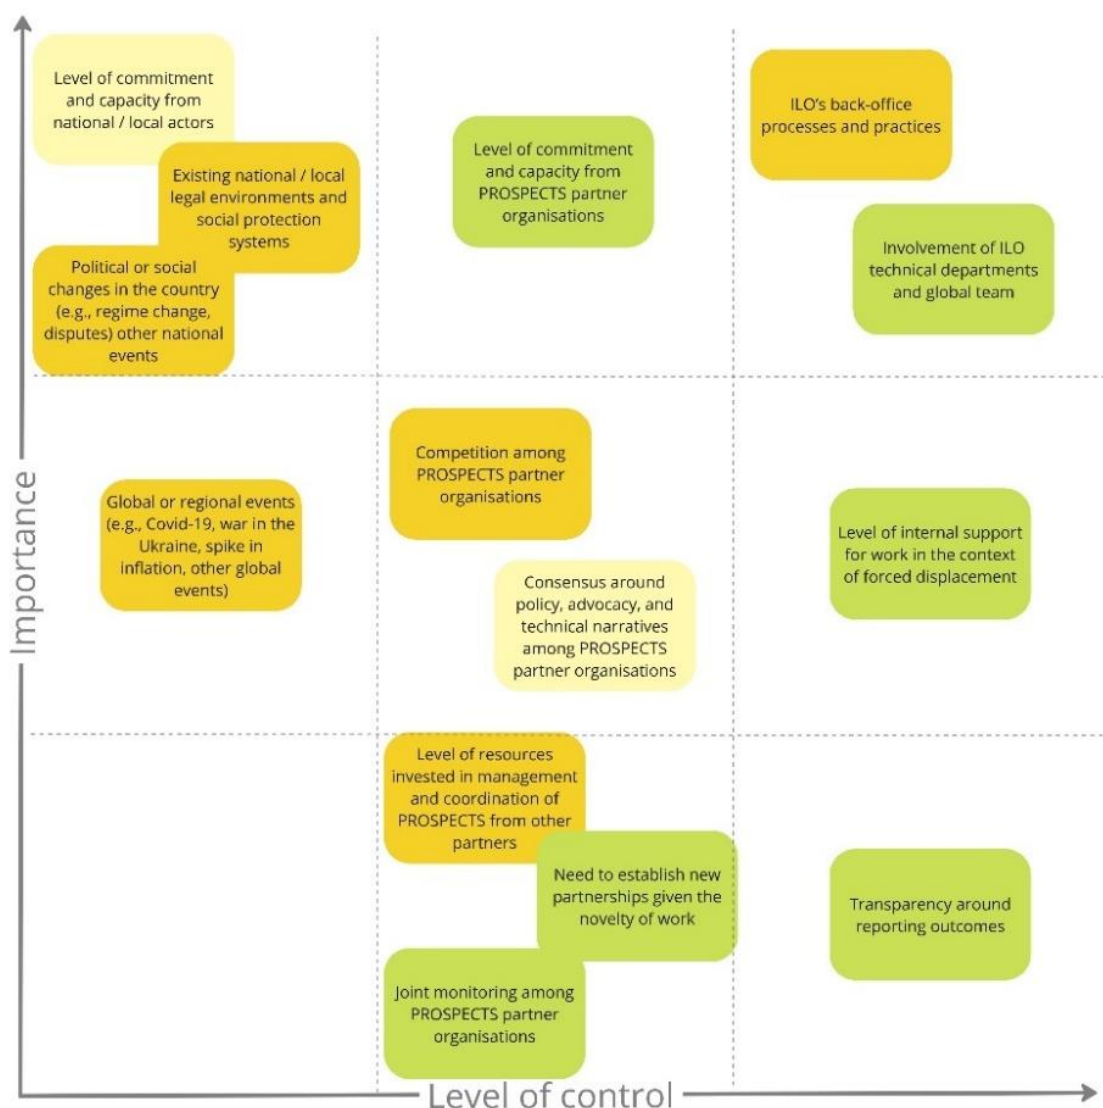 Level of commitment
and capacity from
national / local actors
Existing national / local
legal environments and
social protection
systems
Political or social
changes in the country
(e.g., regime change,
disputes) other national
events
Level of commitment
and capacity from
PROSPECTS partner
organisations
ILO's back-office
processes and practices
Involvement of ILO
technical departments
and global team
Importance
Global or regional events
(e.g., Covid-19, war in the
Ukraine, spike in
inflation, other global
events)
Competition among
PROSPECTS partner
organisations
Consensus around
policy, advocacy, and
technical narratives
among PROSPECTS
partner organisations
Level of internal support
for work in the context
of forced displacement
Level of resources
invested in management
and coordination of
PROSPECTS from other
partners
Need to establish new
partnerships given the
novelty of work
Joint monitoring among
PROSPECTS partner
organisations
Transparency around
reporting outcomes
Level of control